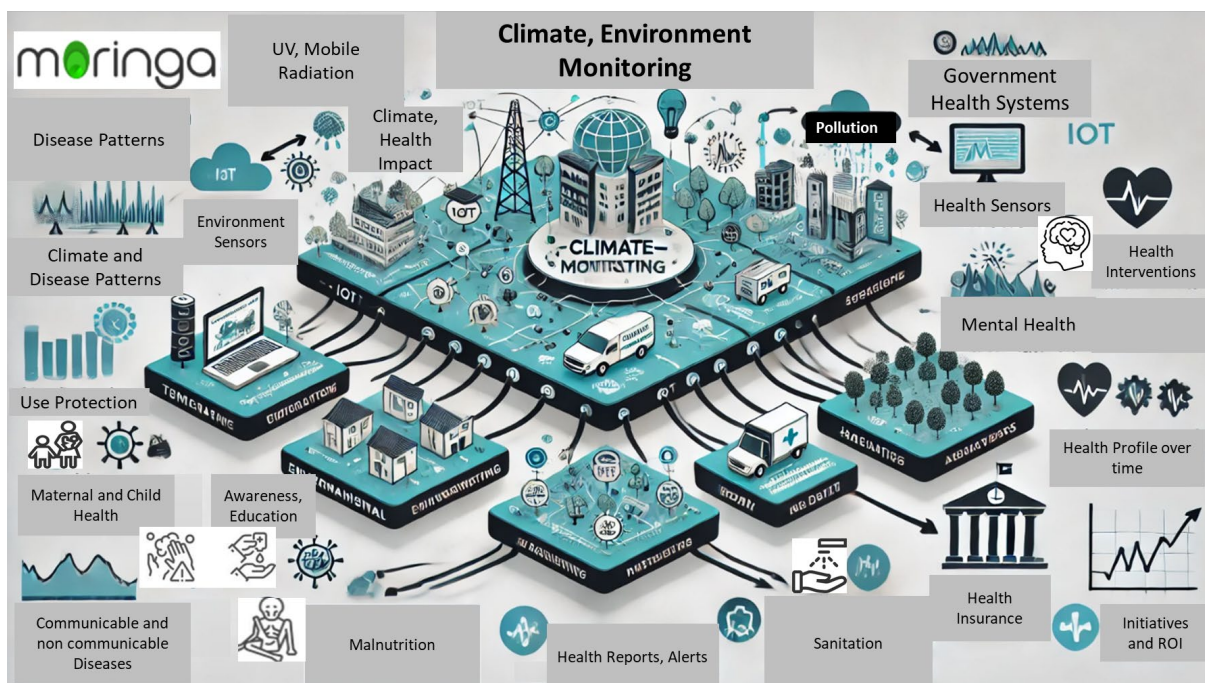 moringa
UV, Mobile
Radiation
Climate, Environment
Monitoring
Government
Health Systems
Disease Patterns
Climate,
Health
Impact
Pollution
IOT
IoT
Environment
Sensors
IOT
Health Sensors
Health
Interventions
Climate and
Disease Patterns
CLIMATE-
IOT
Mental Health
Use Protection
IOT
Health Profile over
time
Maternal and Child
Health
Awareness,
Education
Communicable and
non communicable
Diseases
Malnutrition
Health Reports, Alerts
Sanitation
Health
Insurance
Initiatives
and ROI